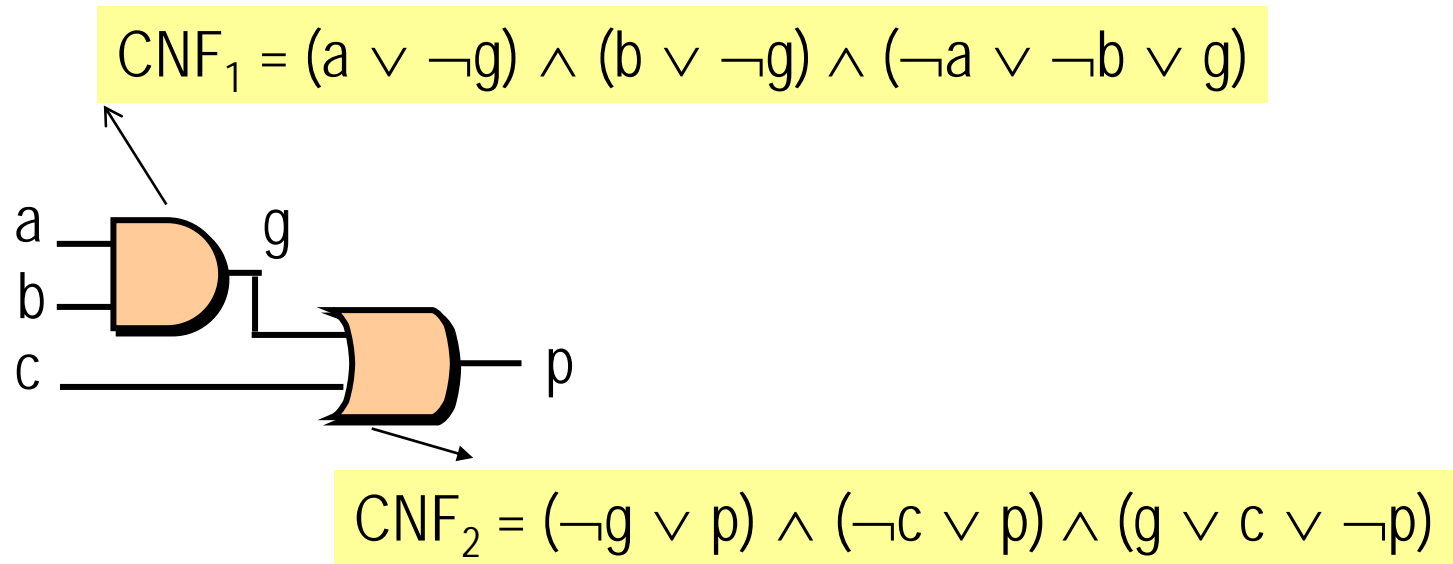 CNF₁ = (a ∨ ¬g) ∧ (b ∨ ¬g) ∧ (¬a ∨ ¬b ∨ g)
a
g
b
c
p
CNF₂ = (¬g ∨ p) ∧ (¬c ∨ p) ∧ (g ∨ c ∨ ¬p)